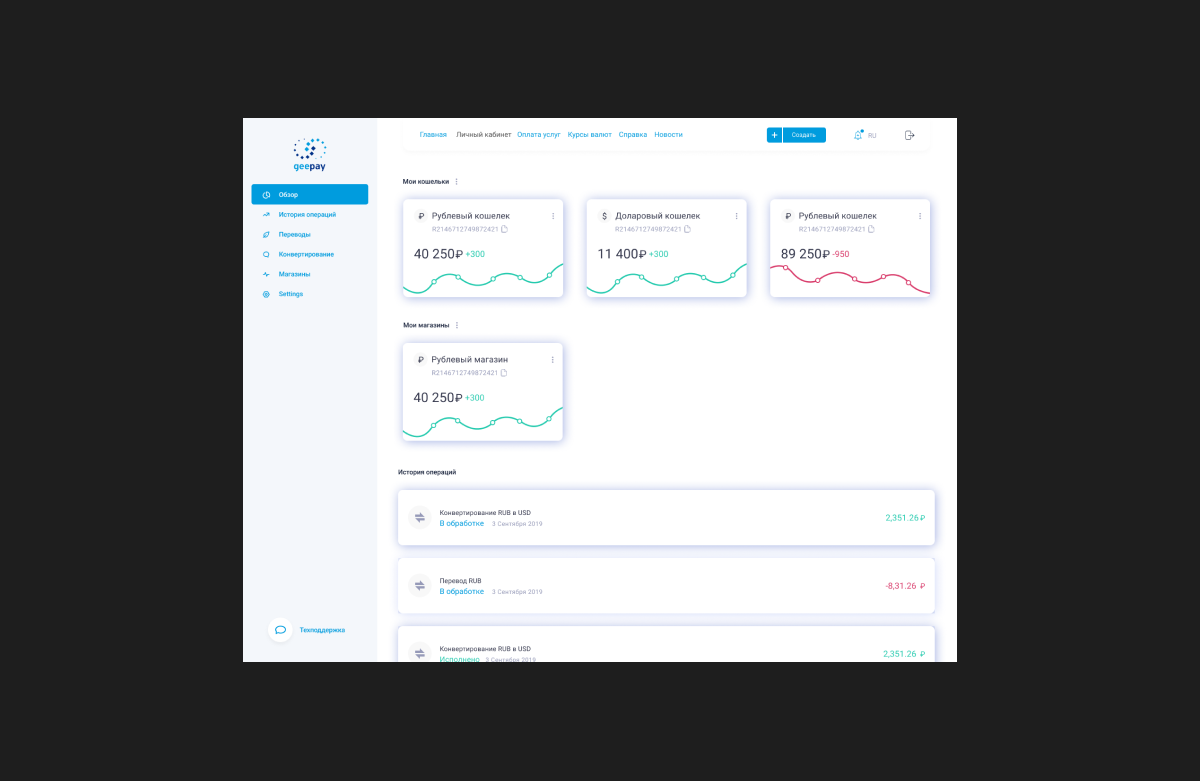 geepay
Главная Личный кабинет Оплата услуг Курсы валют Справка Новости
+ Создать
RU
Обзор
История операций
Переводы
Конвертирование
Магазины
Settings
Техподдержка
Мои кошельки
₽ Рублевый кошелек
R2146712749872421
40 250₽ +300
$ Доларовый кошелек
R2146712749872421
11 400₽ +300
₽ Рублевый кошелек
R2146712749872421
89 250₽ -950
Мои магазины
₽ Рублевый магазин
R2146712749872421
40 250₽ +300
История операций
Конвертирование RUB в USD
В обработке 3 Сентября 2019
2,351.26 ₽
Перевод RUB
В обработке 3 Сентября 2019
-8,31.26 ₽
Конвертирование RUB в USD
Исполнено 3 Сентября 2019
2,351.26 ₽